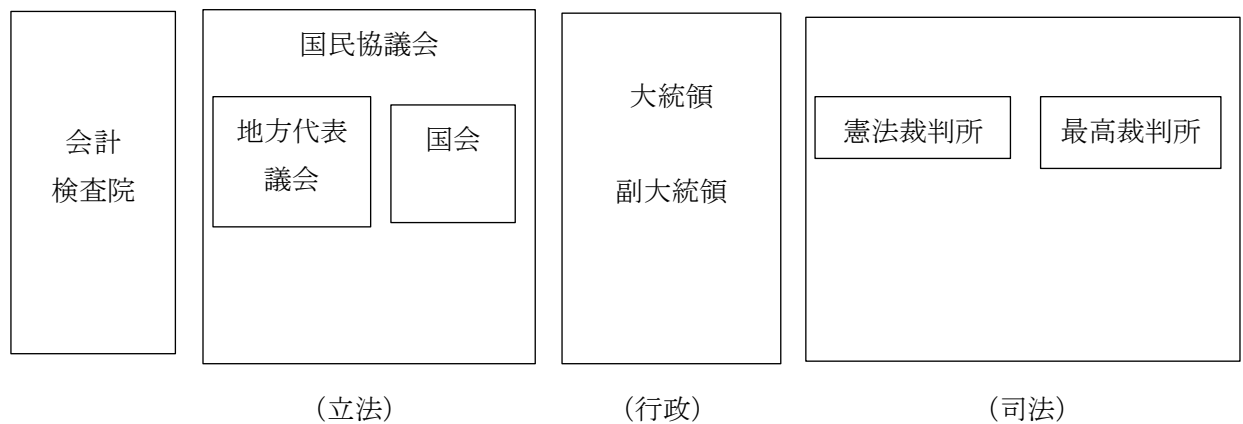 会計
検査院
国民協議会
地方代表
議会
国会
大統領
副大統領
憲法裁判所
最高裁判所
（立法）
（行政）
（司法）